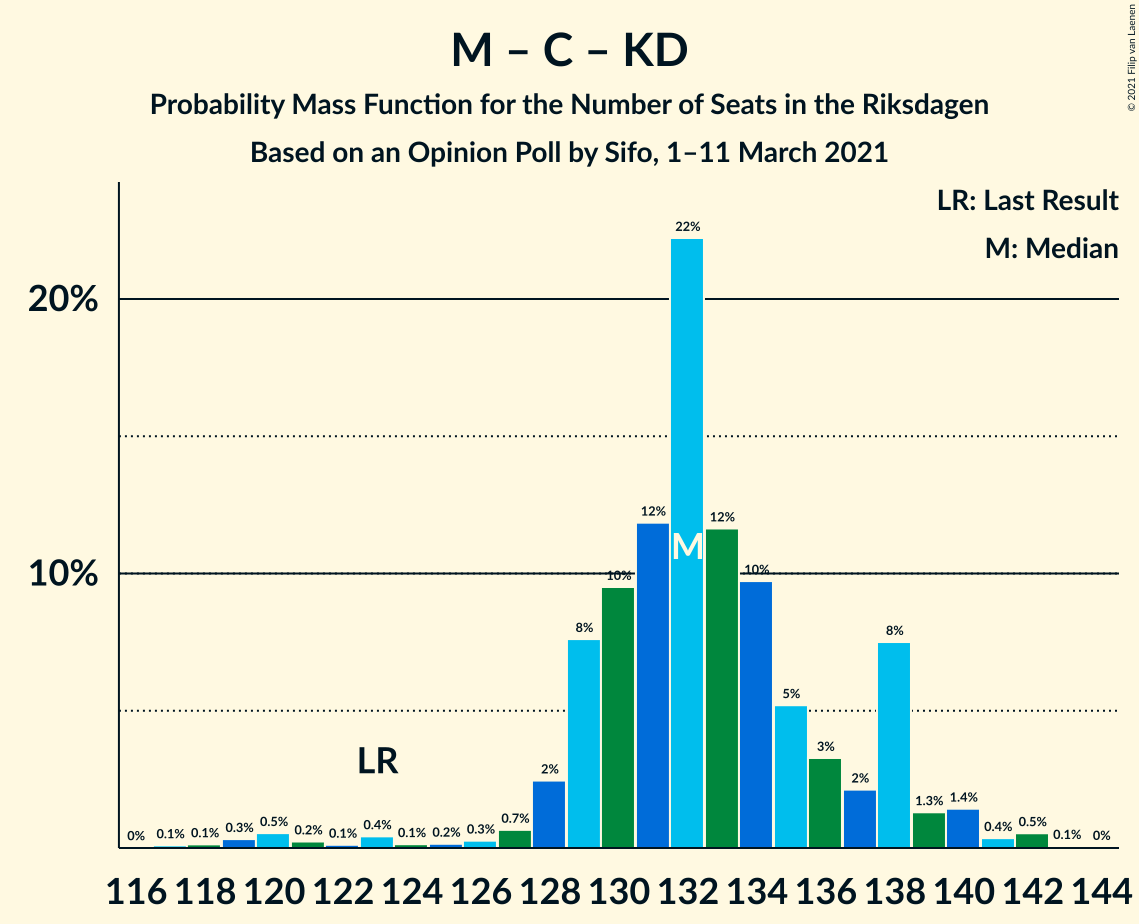 M – C – KD
Probability Mass Function for the Number of Seats in the Riksdagen
Based on an Opinion Poll by Sifo, 1–11 March 2021
© 2021 Filip van Laenen
LR: Last Result
M: Median
20%
10%
0% 0.1% 0.1% 0.3% 0.5% 0.2% 0.1% 0.4% 0.1% 0.2% 0.3% 0.7% 2% 8% 10% 12% 22% 12% 10% 5% 3% 2% 8% 1.3% 1.4% 0.4% 0.5% 0.1% 0%
LR
M
116 118 120 122 124 126 128 130 132 134 136 138 140 142 144